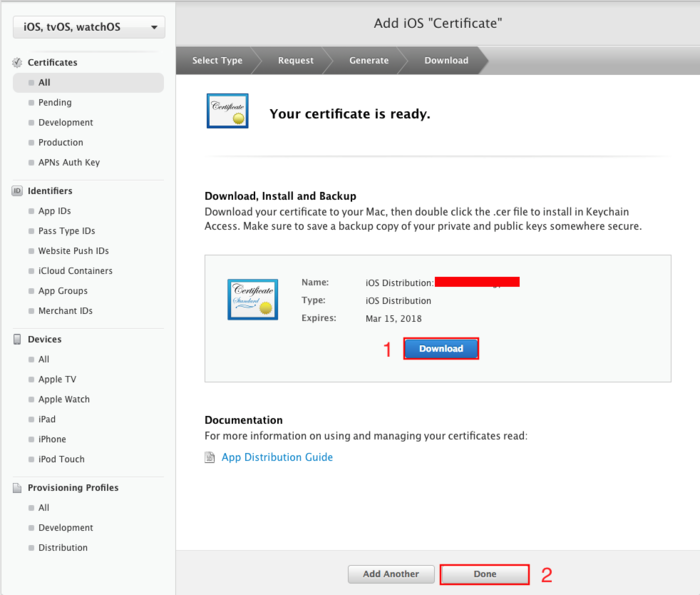 iOS, tvOS, watchOS
Certificates
All
Pending
Development
Production
APNs Auth Key
ID
Identifiers
App IDs
Pass Type IDs
Website Push IDs
iCloud Containers
App Groups
Merchant IDs
Devices
All
Apple TV
Apple Watch
iPad
iPhone
iPod Touch
Provisioning Profiles
All
Development
Distribution
Add iOS "Certificate"
Select Type
Request
Generate
Download
Certificate
Your certificate is ready.
Download, Install and Backup
Download your certificate to your Mac, then double click the .cer file to install in Keychain
Access. Make sure to save a backup copy of your private and public keys somewhere secure.
Certificate
Standard
Name: iOS Distribution:
Type: iOS Distribution
Expires: Mar 15, 2018
1 Download
Documentation
For more information on using and managing your certificates read:
App Distribution Guide
Add Another Done 2